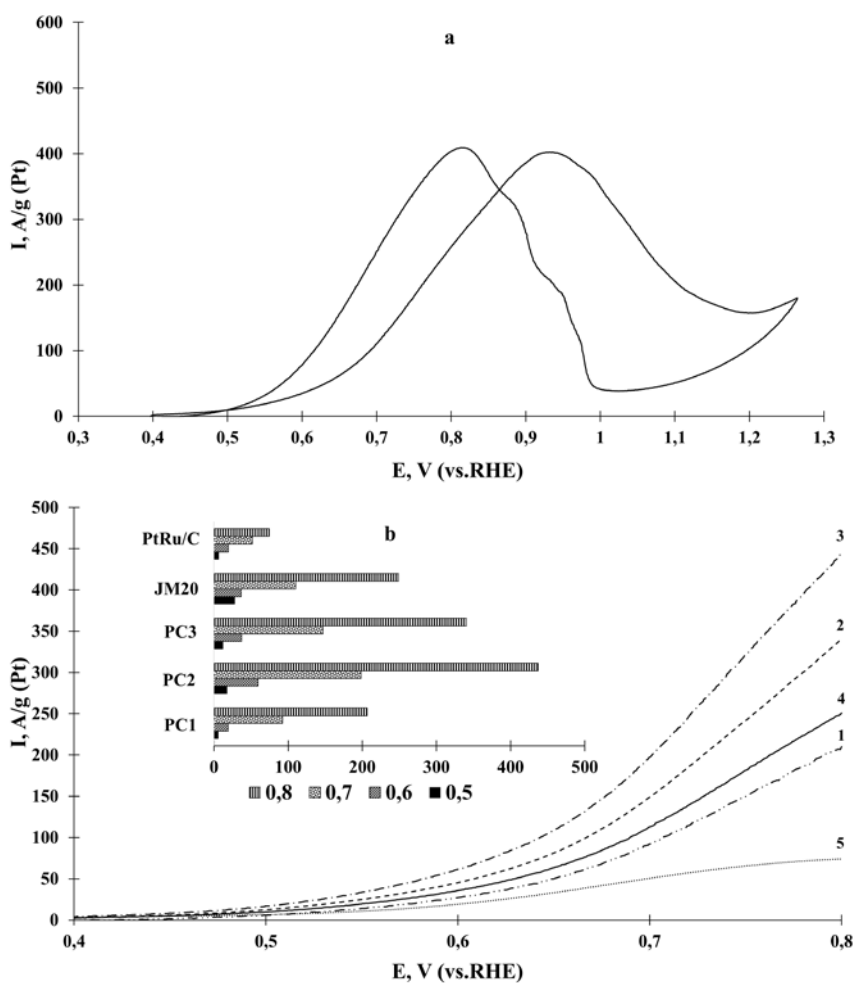 a
I, A/g (Pt)
600
500
400
300
200
100
0
0,3 0,4 0,5 0,6 0,7 0,8 0,9 1 1,1 1,2 1,3
E, V (vs.RHE)
b
I, A/g (Pt)
500
450
400
350
300
250
200
150
100
50
0
PtRu/C
JM20
PC3
PC2
PC1
0 100 200 300 400 500
0,8 0,7 0,6 0,5
3
2
4
1
5
0,4 0,5 0,6 0,7 0,8
E, V (vs.RHE)